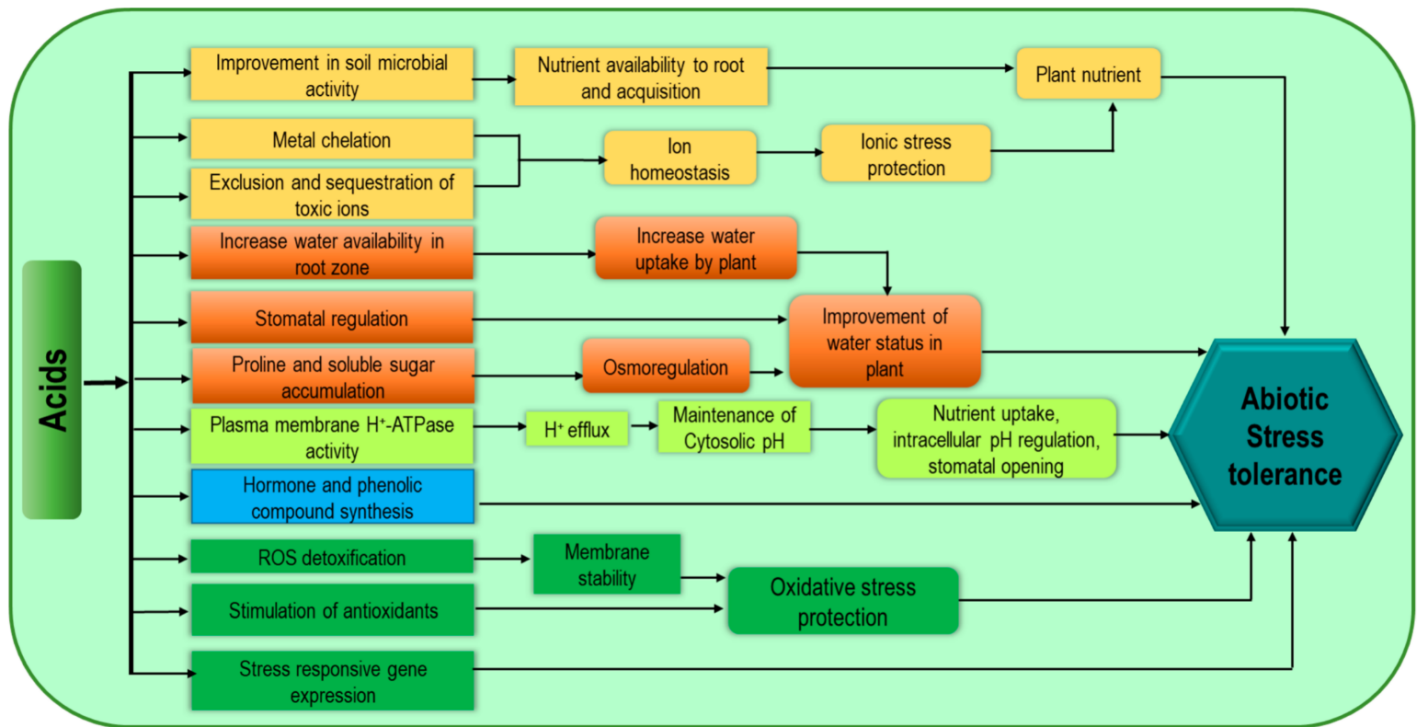 Acids
Improvement in soil microbial
activity
Nutrient availability to root
and acquisition
Plant nutrient
Metal chelation
Ion
homeostasis
Ionic stress
protection
Exclusion and sequestration of
toxic ions
Increase water availability in
root zone
Increase water
uptake by plant
Stomatal regulation
Improvement of
water status in
plant
Proline and soluble sugar
accumulation
Osmoregulation
Plasma membrane H⁺-ATPase
activity
H⁺ efflux
Maintenance of
Cytosolic pH
Nutrient uptake,
intracellular pH regulation,
stomatal opening
Hormone and phenolic
compound synthesis
ROS detoxification
Membrane
stability
Stimulation of antioxidants
Oxidative stress
protection
Stress responsive gene
expression
Abiotic
Stress
tolerance